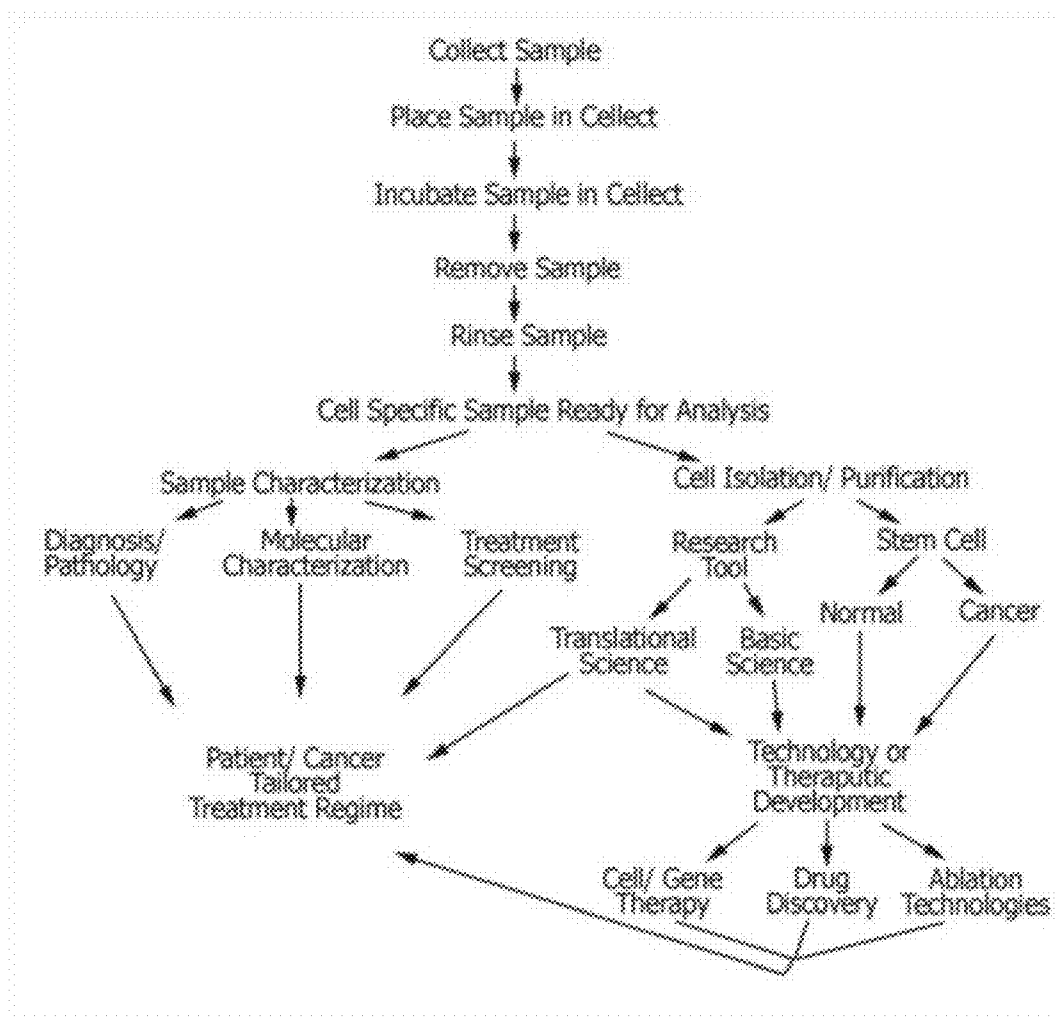 Collect Sample
Place Sample in Cellect
Incubate Sample in Cellect
Remove Sample
Rinse Sample
Cell Specific Sample Ready for Analysis
Sample Characterization
Cell Isolation/ Purification
Diagnosis/
Pathology
Molecular
Characterization
Treatment
Screening
Research
Tool
Stem Cell
Translational
Science
Basic
Science
Normal
Cancer
Patient/ Cancer
Tailored
Treatment Regime
Technology or
Theraputic
Development
Cell/ Gene
Therapy
Drug
Discovery
Ablation
Technologies